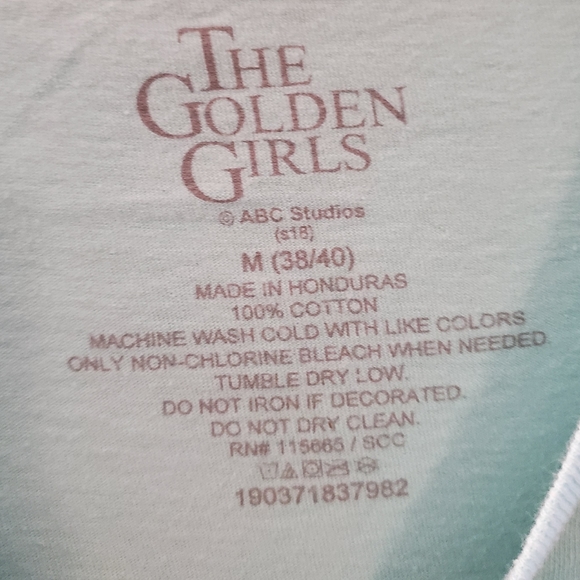 THE
GOLDEN
GIRLS
© ABC Studios
(s18)
M (38/40)
MADE IN HONDURAS
100% COTTON
MACHINE WASH COLD WITH LIKE COLORS
ONLY NON-CHLORINE BLEACH WHEN NEEDED.
TUMBLE DRY LOW.
DO NOT IRON IF DECORATED.
DO NOT DRY CLEAN.
RN# 115665 / SCC
190371837982